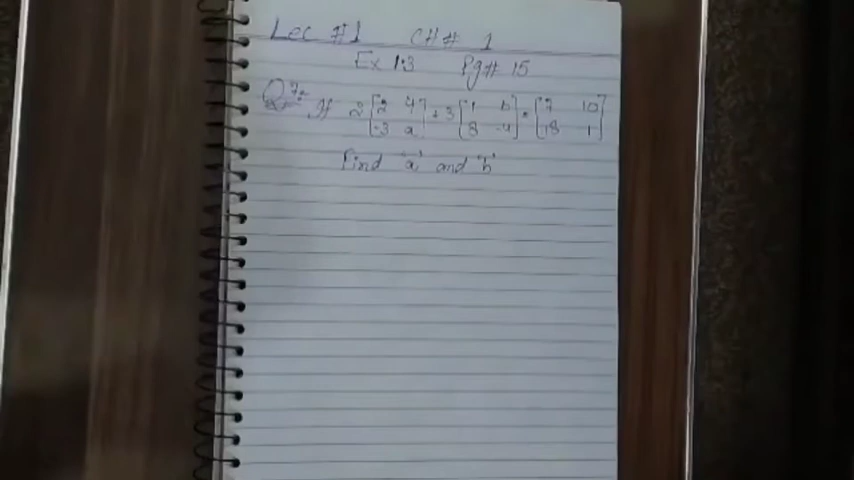 Lec #1 CH# 1
Ex 1.3 Pg# 15
Q7:- If 2[2 4 + 3[1 b] = [7 10]
[-3 a] [8 -4] [18 1]
Find 'a' and 'b'